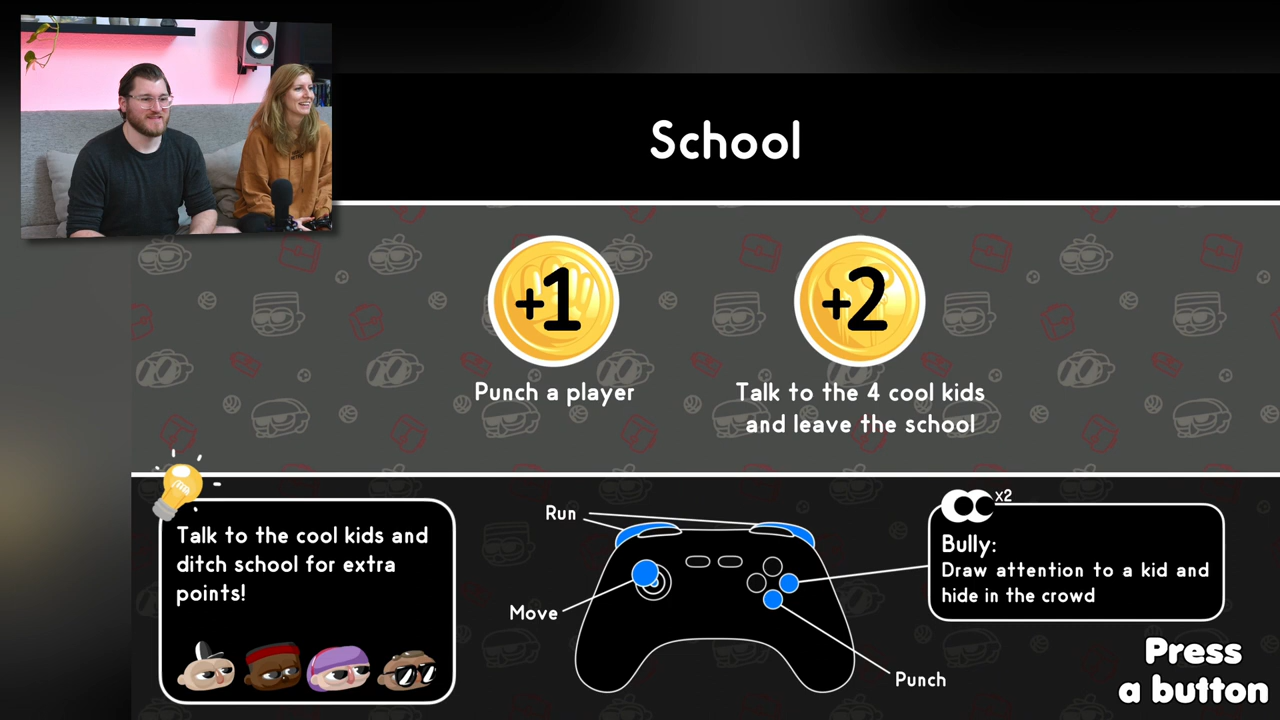 School
+1
+2
Punch a player
Talk to the 4 cool kids
and leave the school
Talk to the cool kids and
ditch school for extra
points!
Run
Move
Punch
x2
Bully:
Draw attention to a kid and
hide in the crowd
Press
a button